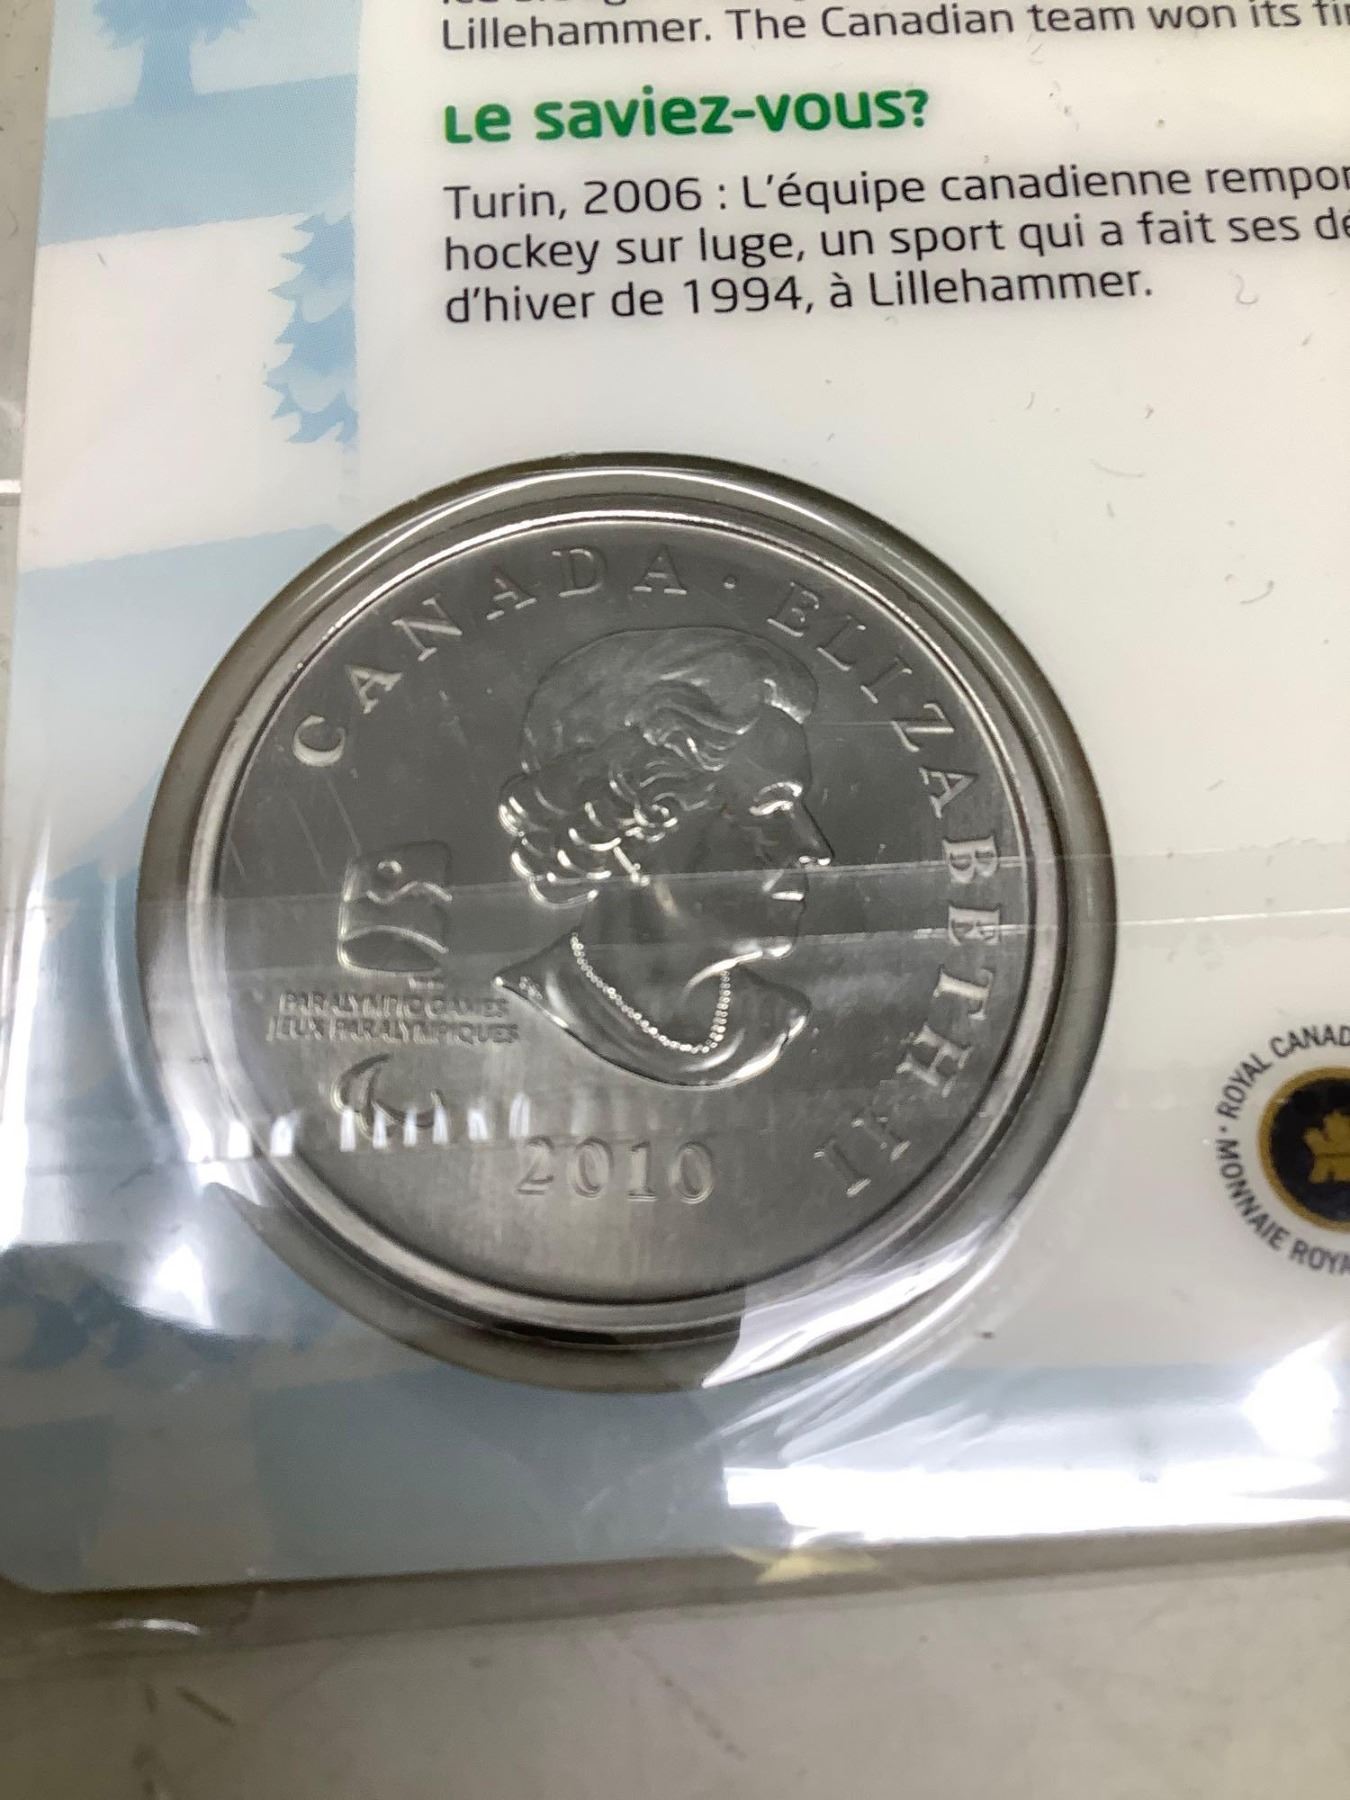 Lillehammer. The Canadian team won its
Le saviez-vous?
Turin, 2006 : L'équipe canadienne
hockey sur luge, un sport qui a fait ses
d'hiver de 1994, à Lillehammer.
CANADA · ELIZABETH II
PARALYMPIC GAMES
JEUX PARALYMPIQUES
2010
ROYAL CANAD
MONNAIE ROYA